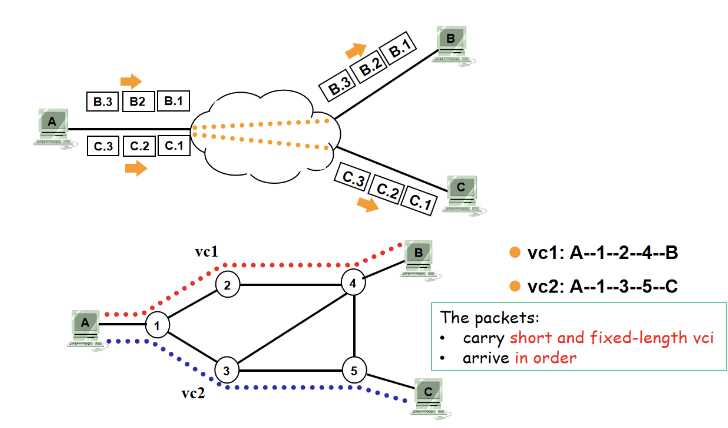 B
B.3 B.2 B.1
B.3 B2 B.1
A
C.3 C.2 C.1
C.3 C.2 C.1
C
vc1
B
vc1: A--1--2--4--B
2
4
vc2: A--1--3--5--C
A
1
The packets:
• carry short and fixed-length vci
• arrive in order
3
5
vc2
C